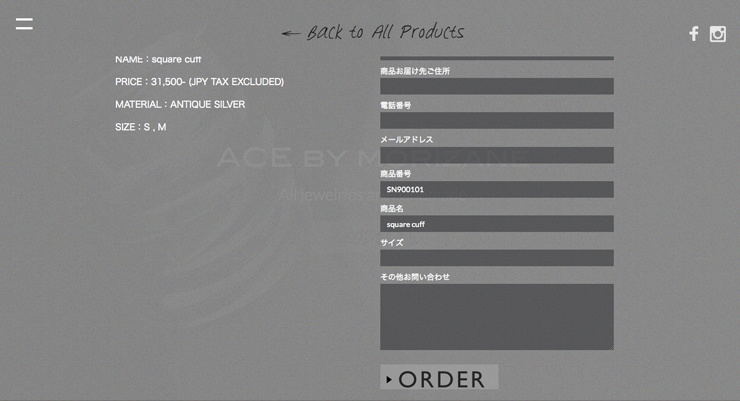 ← Back to All Products
NAME : square cuff
PRICE : 31,500- (JPY TAX EXCLUDED)
MATERIAL : ANTIQUE SILVER
SIZE : S , M
ACE BY MORIZANE
All jewelries
商品お届け先ご住所
電話番号
メールアドレス
商品番号
SN900101
商品名
square cuff
サイズ
その他お問い合わせ
ORDER